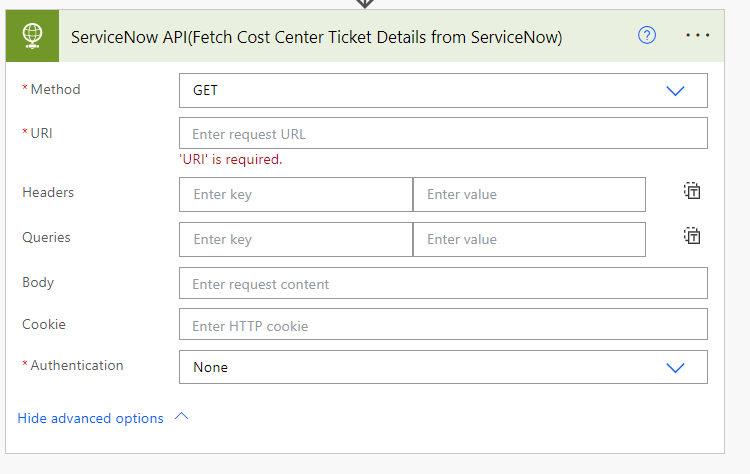 ServiceNow API(Fetch Cost Center Ticket Details from ServiceNow)
* Method GET
* URI Enter request URL
'URI' is required.
Headers Enter key Enter value
Queries Enter key Enter value
Body Enter request content
Cookie Enter HTTP cookie
* Authentication None
Hide advanced options